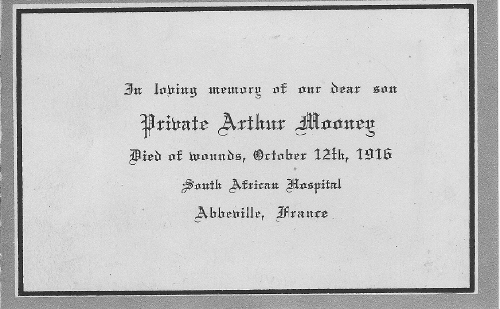 In loving memory of our dear son
Private Arthur Mooney
Died of wounds, October 12th, 1916
South African Hospital
Abbeville, France